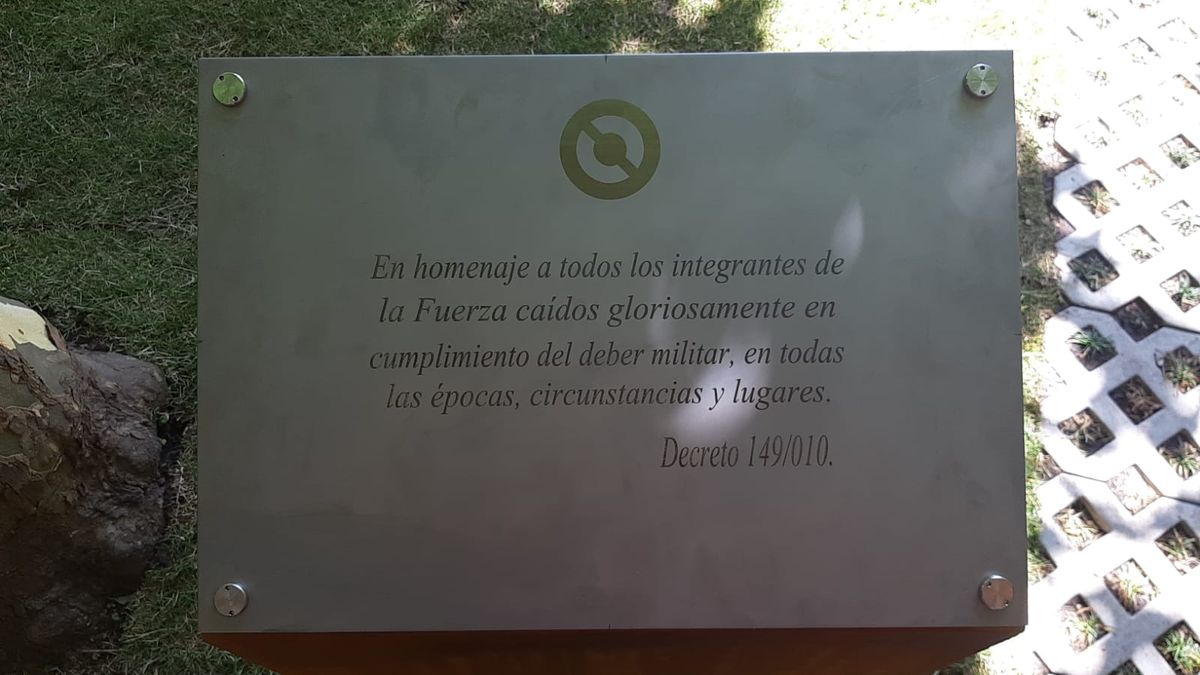 En homenaje a todos los integrantes de
la Fuerza caídos gloriosamente en
cumplimiento del deber militar, en todas
las épocas, circunstancias y lugares.
Decreto 149/010.